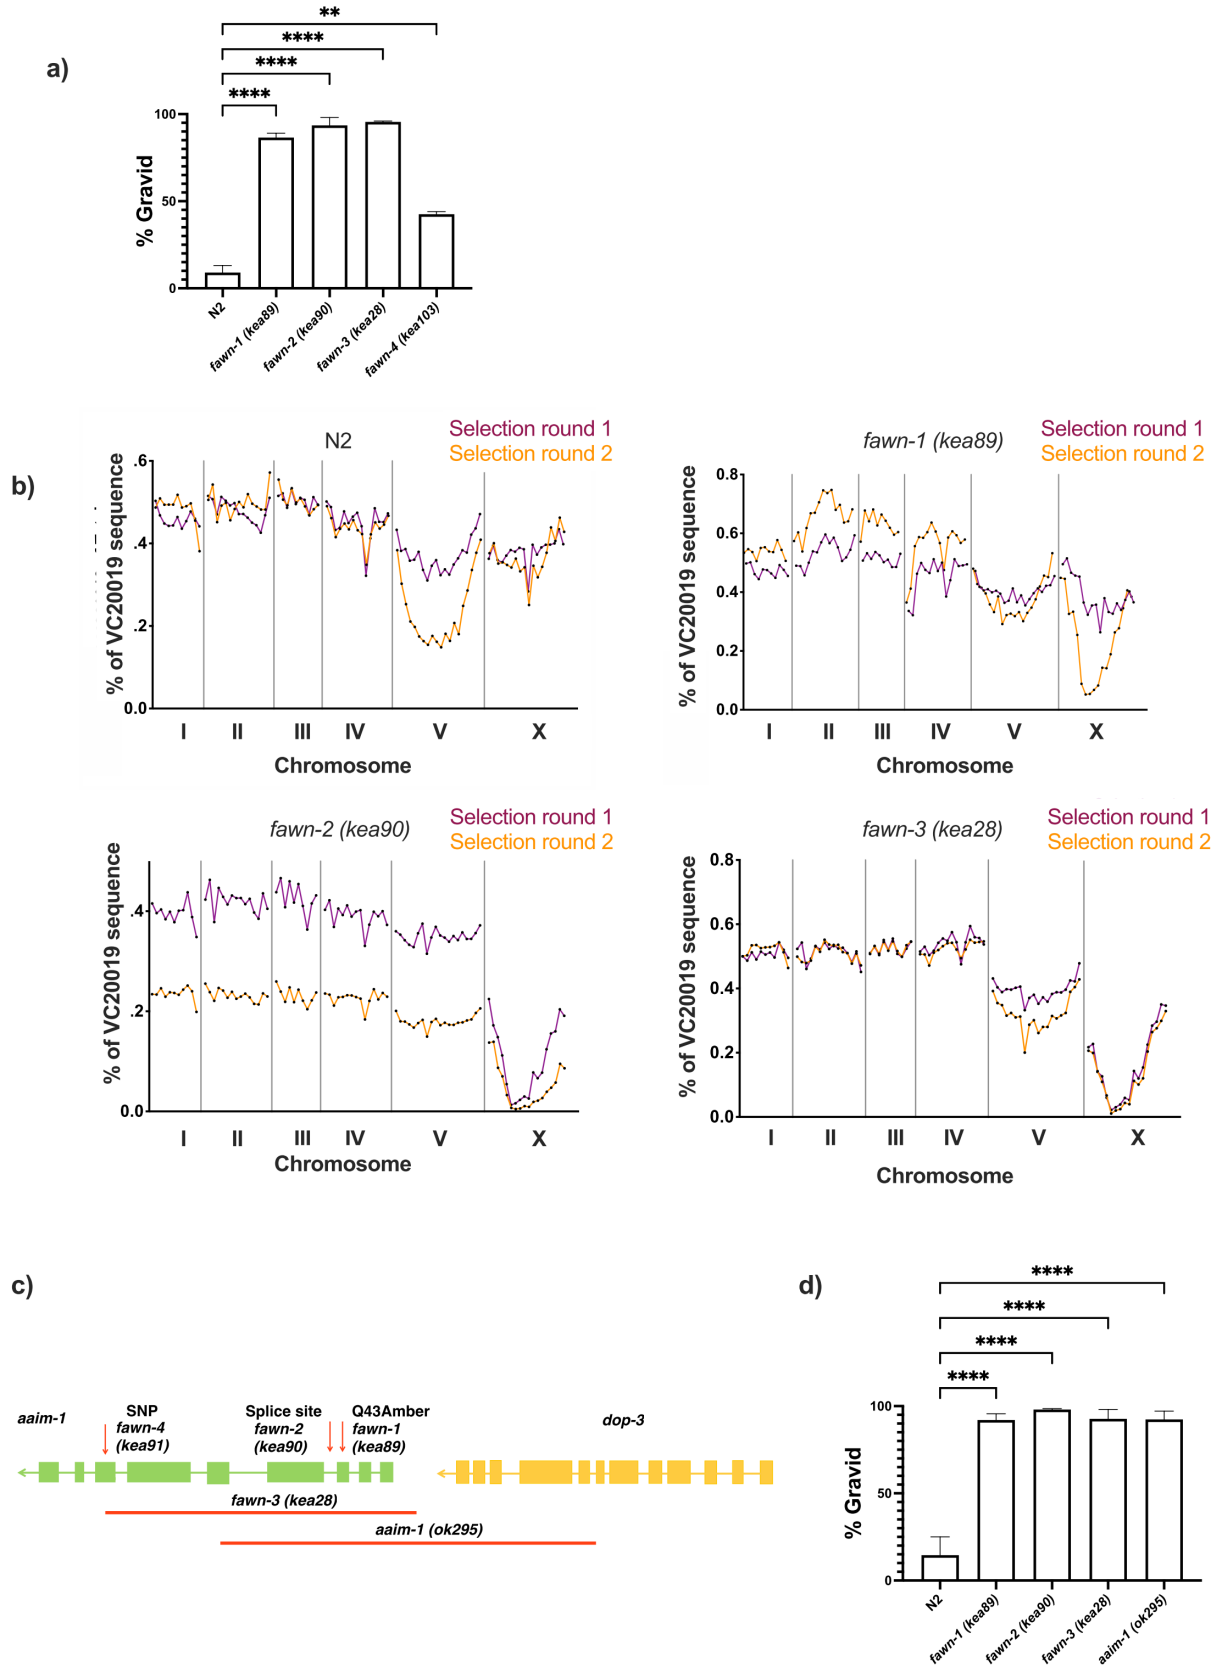 a)
**
****
****
****
% Gravid
100
50
0
N2
fawn-1 (kea89)
fawn-2 (kea90)
fawn-3 (kea28)
fawn-4 (kea103)
b)
N2
Selection round 1
Selection round 2
% of VC20019 sequence
.6
.4
.2
0.0
I II III IV V X
Chromosome
fawn-1 (kea89)
Selection round 1
Selection round 2
% of VC20019 sequence
0.8
0.6
0.4
0.2
0.0
I II III IV V X
Chromosome
fawn-2 (kea90)
Selection round 1
Selection round 2
% of VC20019 sequence
.4
.2
0.0
I II III IV V X
Chromosome
fawn-3 (kea28)
Selection round 1
Selection round 2
% of VC20019 sequence
0.8
0.6
0.4
0.2
0.0
I II III IV V X
Chromosome
c)
aaim-1
SNP
fawn-4
(kea91)
Splice site
fawn-2
(kea90)
Q43Amber
fawn-1
(kea89)
dop-3
fawn-3 (kea28)
aaim-1 (ok295)
d)
****
****
****
****
% Gravid
100
50
0
N2
fawn-1 (kea89)
fawn-2 (kea90)
fawn-3 (kea28)
aaim-1 (ok295)